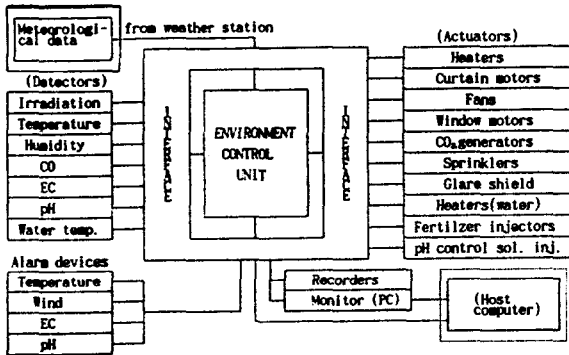 Meteorologi-
cal data
from weather station
(Detectors)
Irradiation
Temperature
Humidity
CO
EC
pH
Water temp.
Alarm devices
Temperature
Wind
EC
pH
INTERFACE
ENVIRONMENT
CONTROL
UNIT
INTERFACE
(Actuators)
Heaters
Curtain motors
Fans
Window motors
CO₂generators
Sprinklers
Glare shield
Heaters(water)
Fertilzer injectors
pH control sol. inj.
Recorders
Monitor (PC)
(Host
computer)